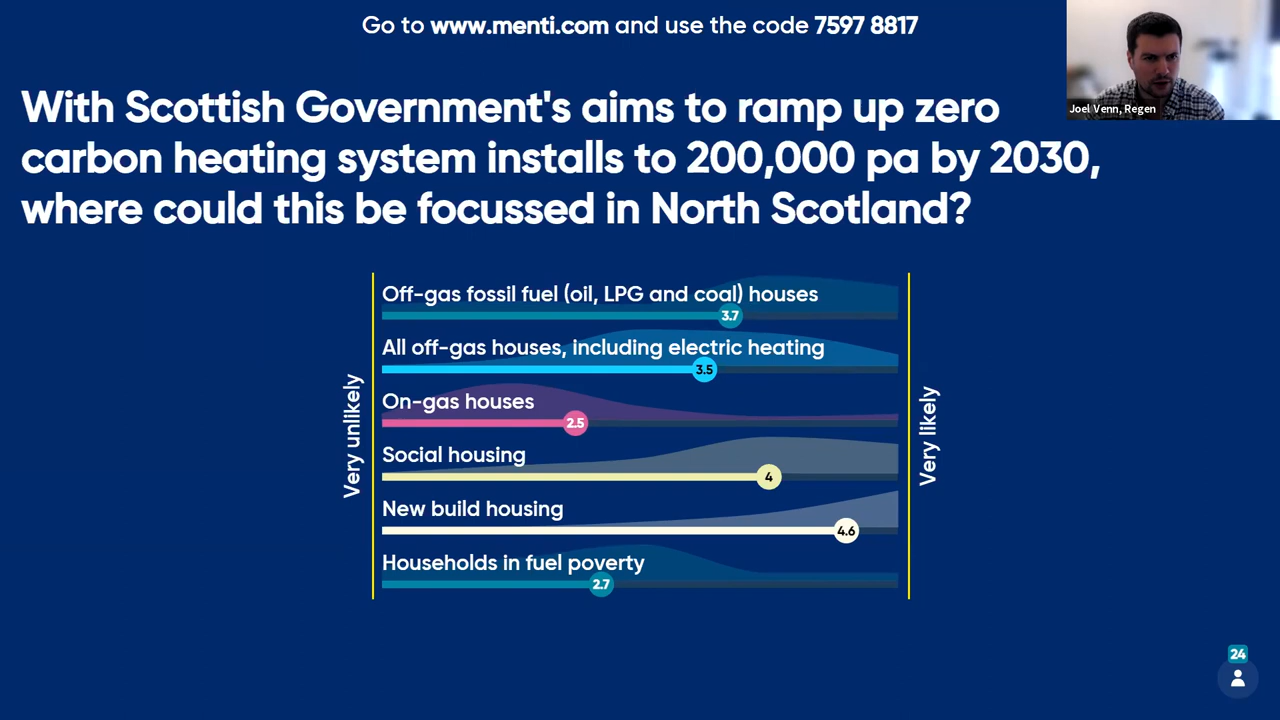 Go to www.menti.com and use the code 7597 8817
Joel Venn, Regen
With Scottish Government's aims to ramp up zero
carbon heating system installs to 200,000 pa by 2030,
where could this be focussed in North Scotland?
Very unlikely
Off-gas fossil fuel (oil, LPG and coal) houses
3.7
All off-gas houses, including electric heating
3.5
On-gas houses
2.5
Social housing
4
New build housing
4.6
Households in fuel poverty
2.7
Very likely
24